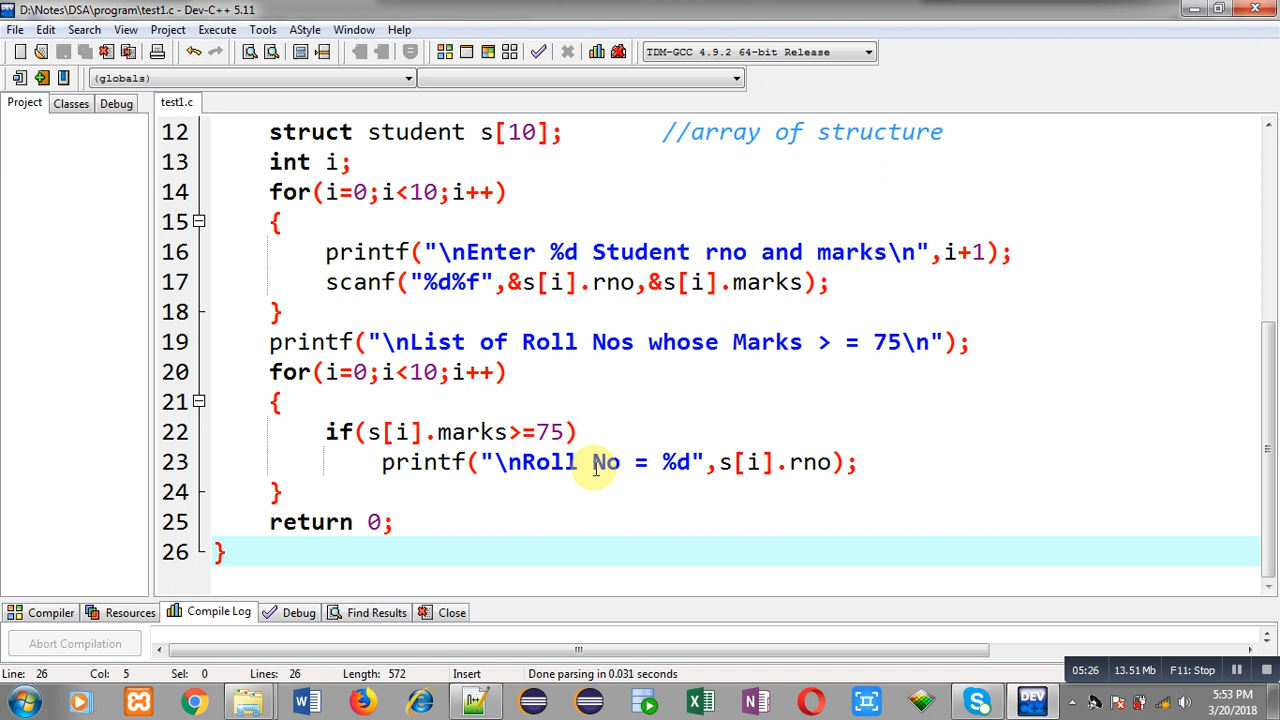 D:\Notes\DSA\program\test1.c - Dev-C++ 5.11
File Edit Search View Project Execute Tools AStyle Window Help
TDM-GCC 4.9.2 64-bit Release
(globals)
Project Classes Debug test1.c
12 struct student s[10]; //array of structure
13 int i;
14 for(i=0;i<10;i++)
15 {
16 printf("\nEnter %d Student rno and marks\n",i+1);
17 scanf("%d%f",&s[i].rno,&s[i].marks);
18 }
19 printf("\nList of Roll Nos whose Marks > = 75\n");
20 for(i=0;i<10;i++)
21 {
22 if(s[i].marks>=75)
23 printf("\nRoll No = %d",s[i].rno);
24 }
25 return 0;
26 }
Compiler Resources Compile Log Debug Find Results Close
Abort Compilation
Line: 26 Col: 5 Sel: 0 Lines: 26 Length: 572 Insert Done parsing in 0.031 seconds
05:26 13.51Mb F11: Stop
DEV
5:53 PM
3/20/2018